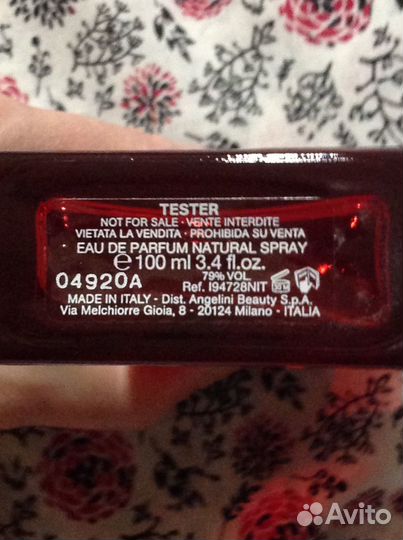 TESTER
NOT FOR SALE - VENTE INTERDITE
VIETATA LA VENDITA - PROHIBIDA SU VENTA
EAU DE PARFUM NATURAL SPRAY
℮ 100 ml 3.4 fl.oz.
04920A 79% VOL.
Ref. I94728NIT
MADE IN ITALY - Dist. Angelini Beauty S.p.A.
Via Melchiorre Gioia, 8 - 20124 Milano - ITALIA
Avito